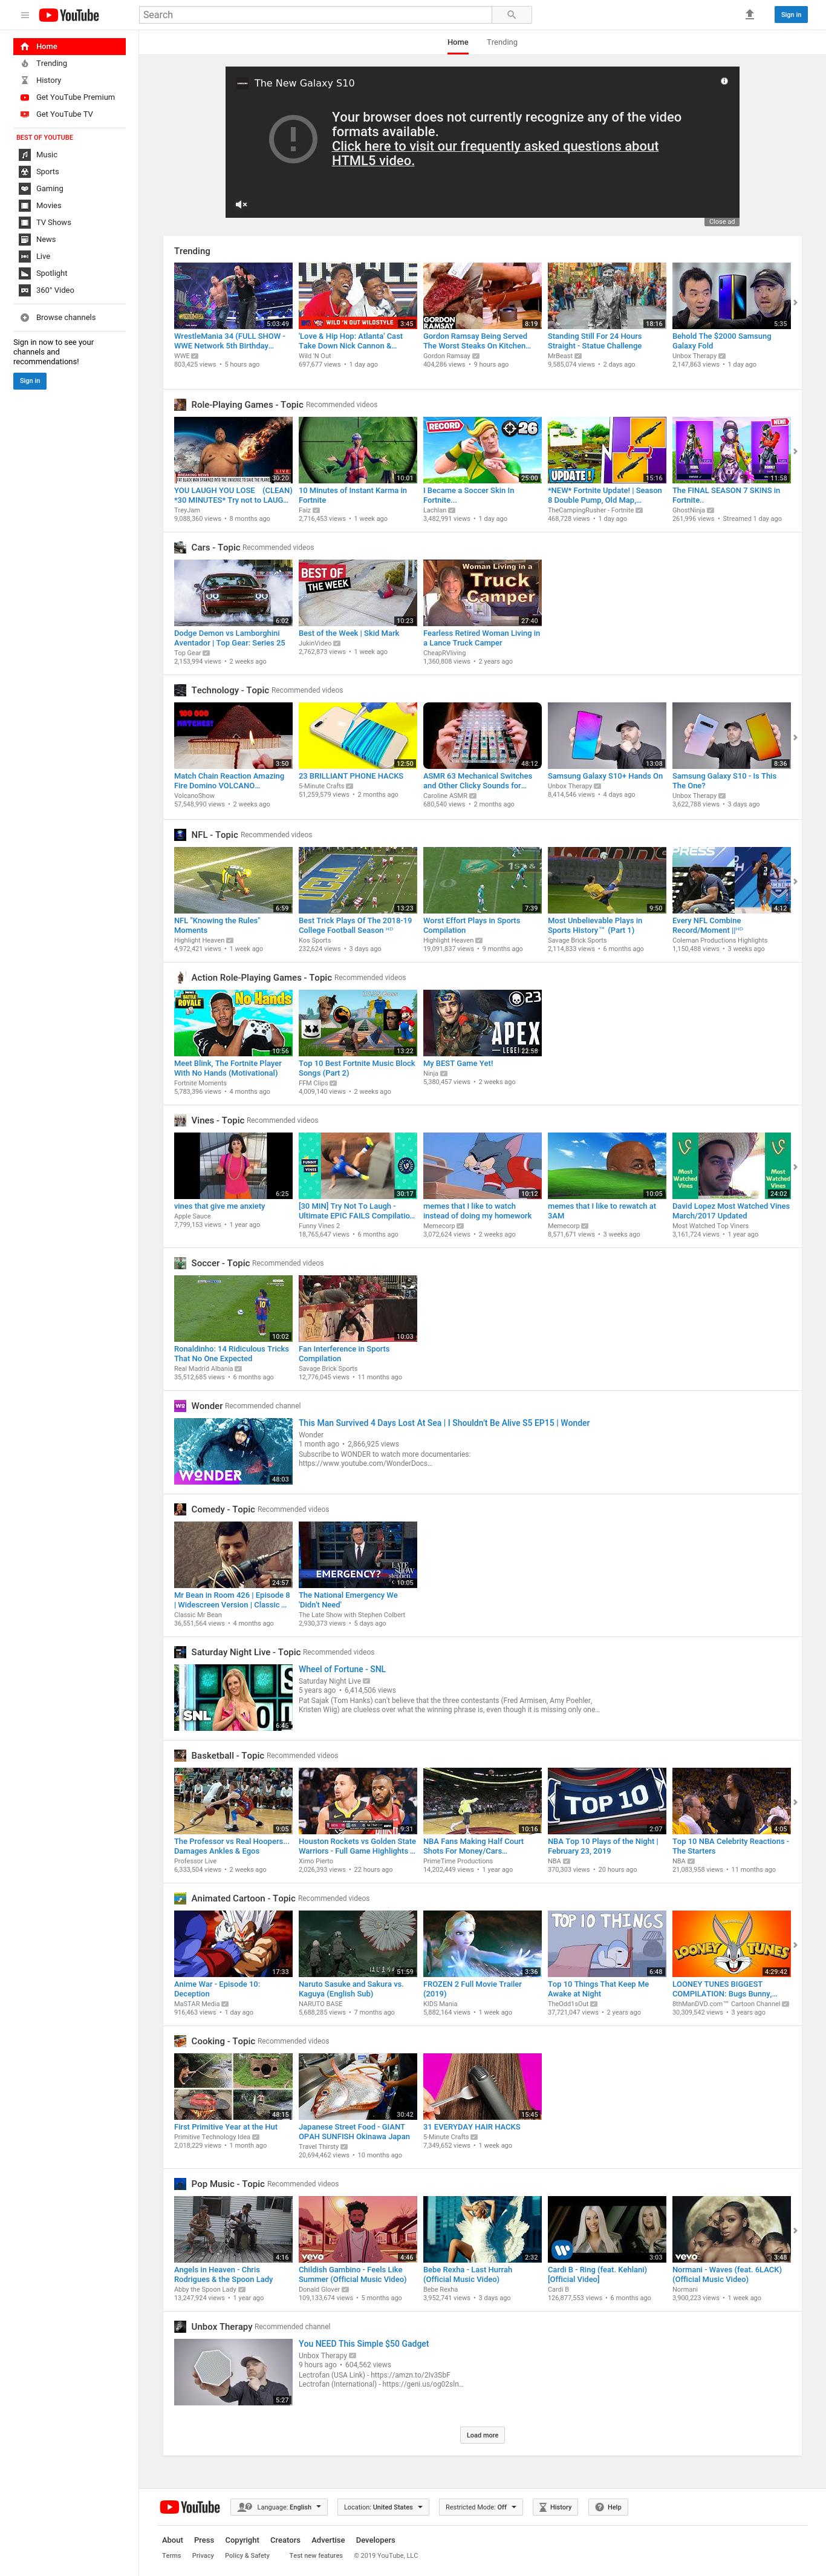 YouTube
Search
Sign in
Home
Trending
History
Get YouTube Premium
Get YouTube TV
BEST OF YOUTUBE
Music
Sports
Gaming
Movies
TV Shows
News
Live
Spotlight
360° Video
Browse channels
Sign in now to see your
channels and
recommendations!
Sign in
Home Trending
The New Galaxy S10
Your browser does not currently recognize any of the video
formats available.
Click here to visit our frequently asked questions about
HTML5 video.
Close ad
Trending
5:03:49
WrestleMania 34 (FULL SHOW -
WWE Network 5th Birthday...
WWE
803,425 views • 5 hours ago
WILD 'N OUT WILDSTYLE
3:45
'Love & Hip Hop: Atlanta' Cast
Take Down Nick Cannon &...
Wild 'N Out
697,677 views • 1 day ago
GORDON
RAMSAY
8:19
Gordon Ramsay Being Served
The Worst Steaks On Kitchen...
Gordon Ramsay
404,286 views • 9 hours ago
18:16
Standing Still For 24 Hours
Straight - Statue Challenge
MrBeast
9,585,074 views • 2 days ago
5:35
Behold The $2000 Samsung
Galaxy Fold
Unbox Therapy
2,147,863 views • 1 day ago
Role-Playing Games - Topic Recommended videos
30:20
YOU LAUGH YOU LOSE (CLEAN)
*30 MINUTES* Try not to LAUG...
TreyJam
9,088,360 views • 8 months ago
10:01
10 Minutes of Instant Karma in
Fortnite
Faiz
2,716,453 views • 1 week ago
RECORD
26
25:00
I Became a Soccer Skin In
Fortnite...
Lachlan
3,482,991 views • 1 day ago
UPDATE!
15:16
*NEW* Fortnite Update! | Season
8 Double Pump, Old Map,...
TheCampingRusher - Fortnite
468,728 views • 1 day ago
NEW!
11:58
The FINAL SEASON 7 SKINS in
Fortnite..
GhostNinja
261,996 views • Streamed 1 day ago
Cars - Topic Recommended videos
6:02
Dodge Demon vs Lamborghini
Aventador | Top Gear: Series 25
Top Gear
2,153,994 views • 2 weeks ago
BEST OF
THE WEEK
10:23
Best of the Week | Skid Mark
JukinVideo
2,762,873 views • 1 week ago
Woman Living in a
Truck
Camper
27:40
Fearless Retired Woman Living in
a Lance Truck Camper
CheapRVliving
1,360,808 views • 2 years ago
Technology - Topic Recommended videos
100 000
MATCHES!
3:50
Match Chain Reaction Amazing
Fire Domino VOLCANO...
VolcanoShow
57,548,990 views • 2 weeks ago
12:50
23 BRILLIANT PHONE HACKS
5-Minute Crafts
51,259,579 views • 2 months ago
48:12
ASMR 63 Mechanical Switches
and Other Clicky Sounds for...
Caroline ASMR
680,540 views • 2 months ago
13:08
Samsung Galaxy S10+ Hands On
Unbox Therapy
8,414,546 views • 4 days ago
8:36
Samsung Galaxy S10 - Is This
The One?
Unbox Therapy
3,622,788 views • 3 days ago
NFL - Topic Recommended videos
6:59
NFL "Knowing the Rules"
Moments
Highlight Heaven
4,972,421 views • 1 week ago
UCLA
13:23
Best Trick Plays Of The 2018-19
College Football Season ᴴᴰ
Kos Sports
232,624 views • 3 days ago
7:39
Worst Effort Plays in Sports
Compilation
Highlight Heaven
19,091,837 views • 9 months ago
9:50
Most Unbelievable Plays in
Sports History™ (Part 1)
Savage Brick Sports
2,114,833 views • 6 months ago
4:12
Every NFL Combine
Record/Moment ||ᴴᴰ
Coleman Productions Highlights
1,150,488 views • 3 weeks ago
Action Role-Playing Games - Topic Recommended videos
BATTLE
ROYALE
No Hands
10:56
Meet Blink, The Fortnite Player
With No Hands (Motivational)
Fortnite Moments
5,783,396 views • 4 months ago
13:22
Top 10 Best Fortnite Music Block
Songs (Part 2)
FFM Clips
4,009,140 views • 2 weeks ago
23
APEX
22:58
My BEST Game Yet!
Ninja
5,380,457 views • 2 weeks ago
Vines - Topic Recommended videos
6:25
vines that give me anxiety
Apple Sauce
7,799,153 views • 1 year ago
FUNNY
VINES
30:17
[30 MIN] Try Not To Laugh -
Ultimate EPIC FAILS Compilatio...
Funny Vines 2
18,765,647 views • 6 months ago
10:12
memes that I like to watch
instead of doing my homework
Memecorp
3,072,624 views • 2 weeks ago
10:05
memes that I like to rewatch at
3AM
Memecorp
8,571,671 views • 3 weeks ago
Most
Watched
Vines
Most
Watched
Vines
24:02
David Lopez Most Watched Vines
March/2017 Updated
Most Watched Top Viners
3,161,724 views • 1 year ago
Soccer - Topic Recommended videos
10:02
Ronaldinho: 14 Ridiculous Tricks
That No One Expected
Real Madrid Albania
35,512,685 views • 6 months ago
10:03
Fan Interference in Sports
Compilation
Savage Brick Sports
12,776,045 views • 11 months ago
Wonder Recommended channel
WONDER
48:03
This Man Survived 4 Days Lost At Sea | I Shouldn't Be Alive S5 EP15 | Wonder
Wonder
1 month ago • 2,866,925 views
Subscribe to WONDER to watch more documentaries:
https://www.youtube.com/WonderDocs...
Comedy - Topic Recommended videos
24:57
Mr Bean in Room 426 | Episode 8
| Widescreen Version | Classic ...
Classic Mr Bean
36,551,564 views • 4 months ago
EMERGENCY?
LATE
SHOW
stephen
10:05
The National Emergency We
'Didn't Need'
The Late Show with Stephen Colbert
2,930,373 views • 5 days ago
Saturday Night Live - Topic Recommended videos
SNL
6:45
Wheel of Fortune - SNL
Saturday Night Live
5 years ago • 6,414,506 views
Pat Sajak (Tom Hanks) can't believe that the three contestants (Fred Armisen, Amy Poehler,
Kristen Wiig) are clueless over what the winning phrase is, even though it is missing only one...
Basketball - Topic Recommended videos
9:05
The Professor vs Real Hoopers...
Damages Ankles & Egos
Professor Live
6,333,504 views • 2 weeks ago
9:31
Houston Rockets vs Golden State
Warriors - Full Game Highlights ...
Ximo Pierto
2,026,393 views • 22 hours ago
10:16
NBA Fans Making Half Court
Shots For Money/Cars...
PrimeTime Productions
14,202,449 views • 1 year ago
TOP 10
2:07
NBA Top 10 Plays of the Night |
February 23, 2019
NBA
370,303 views • 20 hours ago
4:05
Top 10 NBA Celebrity Reactions -
The Starters
NBA
21,083,958 views • 11 months ago
Animated Cartoon - Topic Recommended videos
17:33
Anime War - Episode 10:
Deception
MaSTAR Media
916,463 views • 1 day ago
51:59
Naruto Sasuke and Sakura vs.
Kaguya (English Sub)
NARUTO BASE
5,688,285 views • 7 months ago
3:36
FROZEN 2 Full Movie Trailer
(2019)
KIDS Mania
5,882,164 views • 1 week ago
TOP 10 THINGS
6:48
Top 10 Things That Keep Me
Awake at Night
TheOdd1sOut
37,721,047 views • 2 years ago
LOONEY TUNES
4:29:42
LOONEY TUNES BIGGEST
COMPILATION: Bugs Bunny,...
8thManDVD.com™ Cartoon Channel
30,309,542 views • 3 years ago
Cooking - Topic Recommended videos
48:15
First Primitive Year at the Hut
Primitive Technology Idea
2,018,229 views • 1 month ago
30:42
Japanese Street Food - GIANT
OPAH SUNFISH Okinawa Japan
Travel Thirsty
20,694,462 views • 10 months ago
15:45
31 EVERYDAY HAIR HACKS
5-Minute Crafts
7,349,652 views • 1 week ago
Pop Music - Topic Recommended videos
4:16
Angels in Heaven - Chris
Rodrigues & the Spoon Lady
Abby the Spoon Lady
13,247,924 views • 1 year ago
vevo
4:46
Childish Gambino - Feels Like
Summer (Official Music Video)
Donald Glover
109,133,674 views • 5 months ago
2:32
Bebe Rexha - Last Hurrah
(Official Music Video)
Bebe Rexha
3,952,741 views • 3 days ago
3:03
Cardi B - Ring (feat. Kehlani)
[Official Video]
Cardi B
126,877,553 views • 6 months ago
vevo
3:48
Normani - Waves (feat. 6LACK)
(Official Music Video)
Normani
3,900,223 views • 1 week ago
Unbox Therapy Recommended channel
5:27
You NEED This Simple $50 Gadget
Unbox Therapy
9 hours ago • 604,562 views
Lectrofan (USA Link) - https://amzn.to/2Iv3SbF
Lectrofan (International) - https://geni.us/og02sln...
Load more
YouTube
Language: English
Location: United States
Restricted Mode: Off
History
Help
About Press Copyright Creators Advertise Developers
Terms Privacy Policy & Safety Test new features © 2019 YouTube, LLC